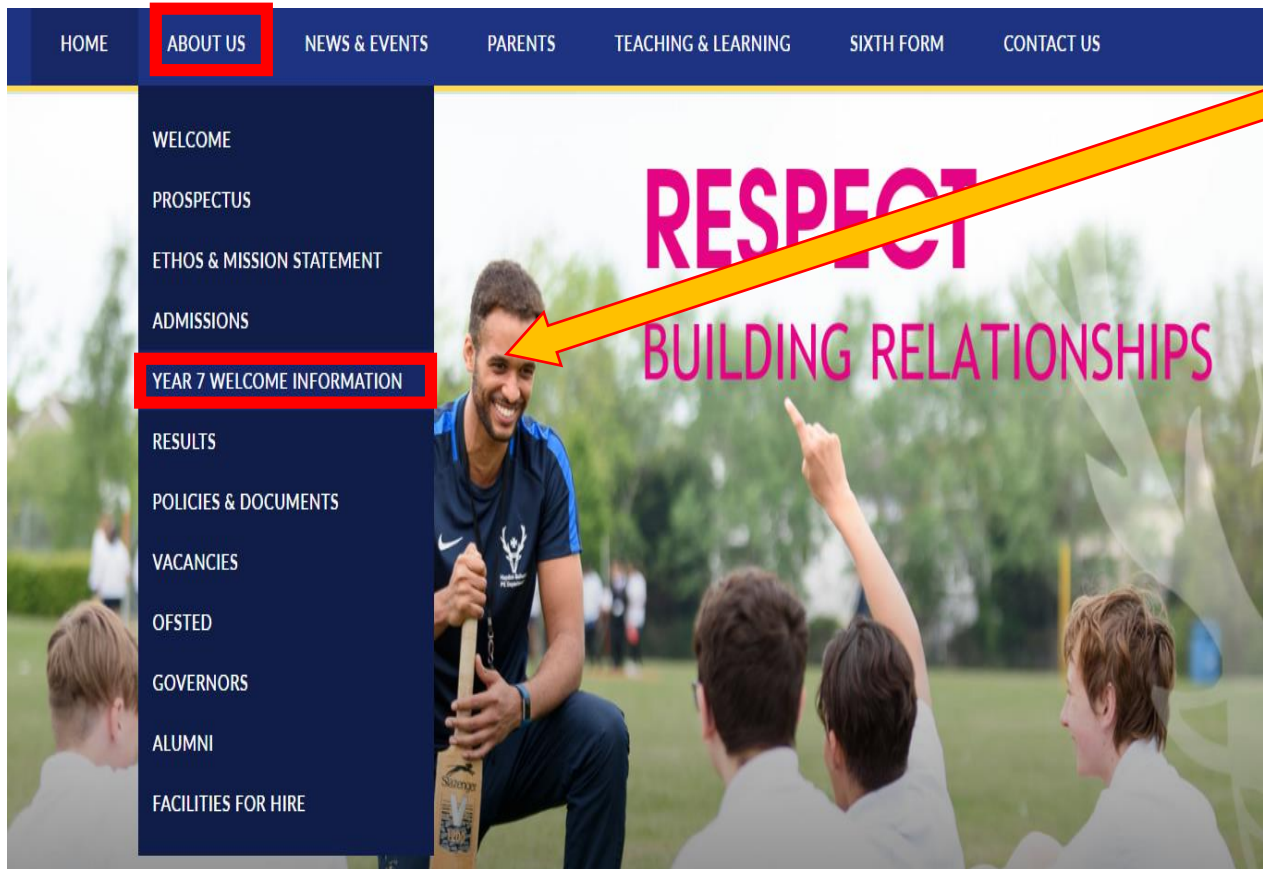 HOME ABOUT US NEWS & EVENTS PARENTS TEACHING & LEARNING SIXTH FORM CONTACT US
WELCOME
PROSPECTUS
ETHOS & MISSION STATEMENT
ADMISSIONS
YEAR 7 WELCOME INFORMATION
RESULTS
POLICIES & DOCUMENTS
VACANCIES
OFSTED
GOVERNORS
ALUMNI
FACILITIES FOR HIRE
RESPECT
BUILDING RELATIONSHIPS
Slazenger